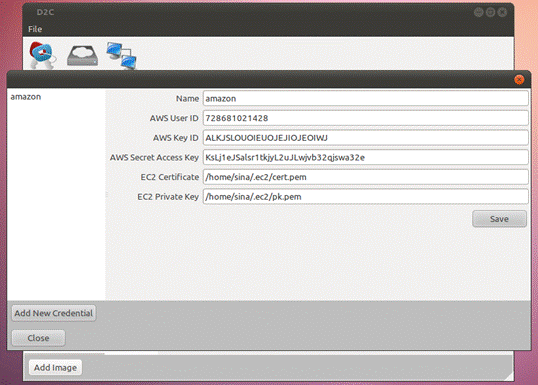 D2C
File
amazon
Name amazon
AWS User ID 728681021428
AWS Key ID ALKJSLOUOIEUOJEJIOJEOIWJ
AWS Secret Access Key KsLj1eJSalsr1tkjyL2uJLwjvb32qjswa32e
EC2 Certificate /home/sina/.ec2/cert.pem
EC2 Private Key /home/sina/.ec2/pk.pem
Save
Add New Credential
Close
Add Image